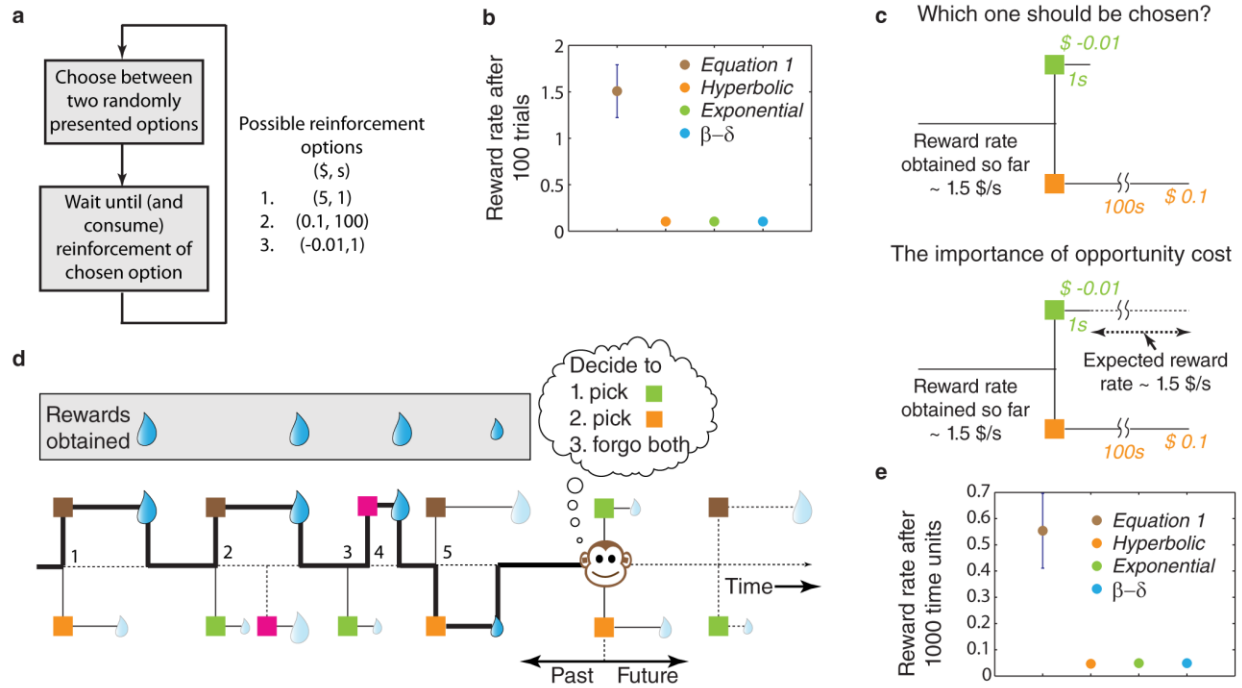 a
Choose between
two randomly
presented options
Wait until (and
consume)
reinforcement of
chosen option
Possible reinforcement
options
($, s)
1. (5, 1)
2. (0.1, 100)
3. (-0.01,1)
b
Reward rate after
100 trials
2
1.5
1
0.5
0
Equation 1
Hyperbolic
Exponential
β–δ
c
Which one should be chosen?
$ -0.01
1s
Reward rate
obtained so far
~ 1.5 $/s
100s
$ 0.1
The importance of opportunity cost
$ -0.01
1s
Expected reward
rate ~ 1.5 $/s
Reward rate
obtained so far
~ 1.5 $/s
100s
$ 0.1
d
Rewards
obtained
Decide to
1. pick
2. pick
3. forgo both
1
2
3
4
5
Time
Past
Future
e
Reward rate after
1000 time units
0.7
0.6
0.5
0.4
0.3
0.2
0.1
0
Equation 1
Hyperbolic
Exponential
β–δ